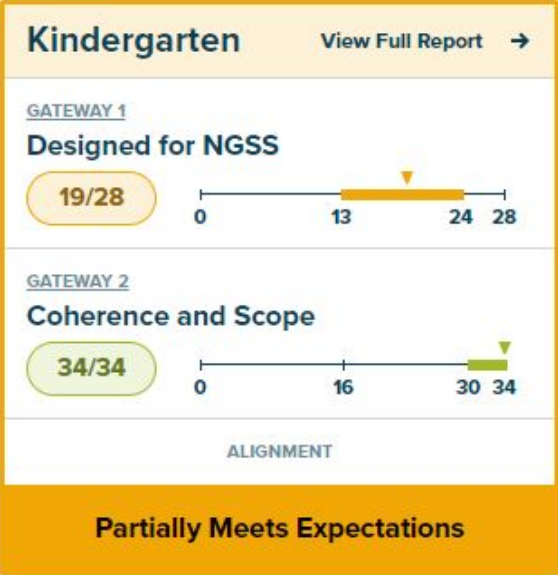 Kindergarten View Full Report →
GATEWAY 1
Designed for NGSS
19/28
0 13 24 28
GATEWAY 2
Coherence and Scope
34/34
0 16 30 34
ALIGNMENT
Partially Meets Expectations